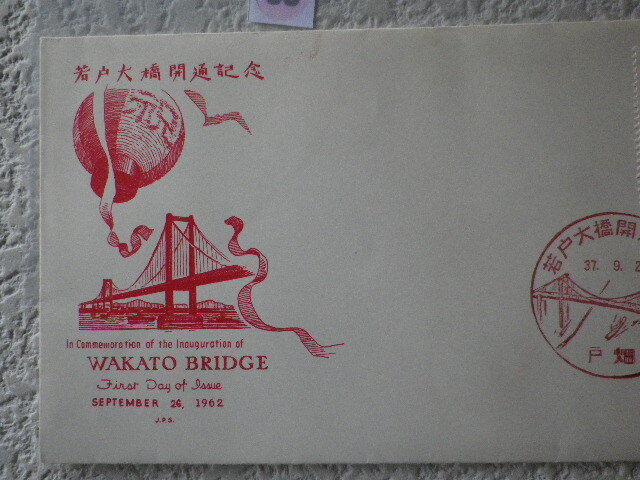 若戸大橋開通記念
In Commemoration of the Inauguration of
WAKATO BRIDGE
First Day of Issue
SEPTEMBER 26, 1962
J.P.S.
若戸大橋開
37.9.2
戸畑